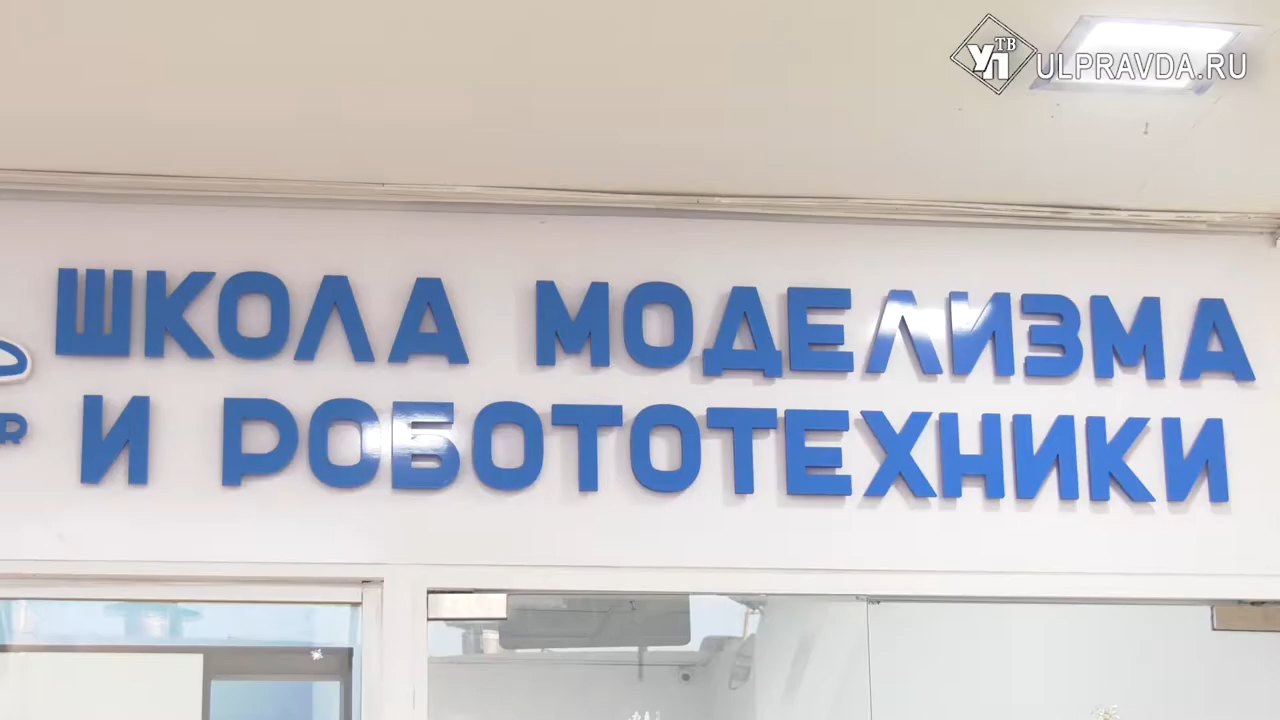 УП ТВ ULPRAVDA.RU
ШКОЛА МОДЕЛИЗМА
И РОБОТОТЕХНИКИ